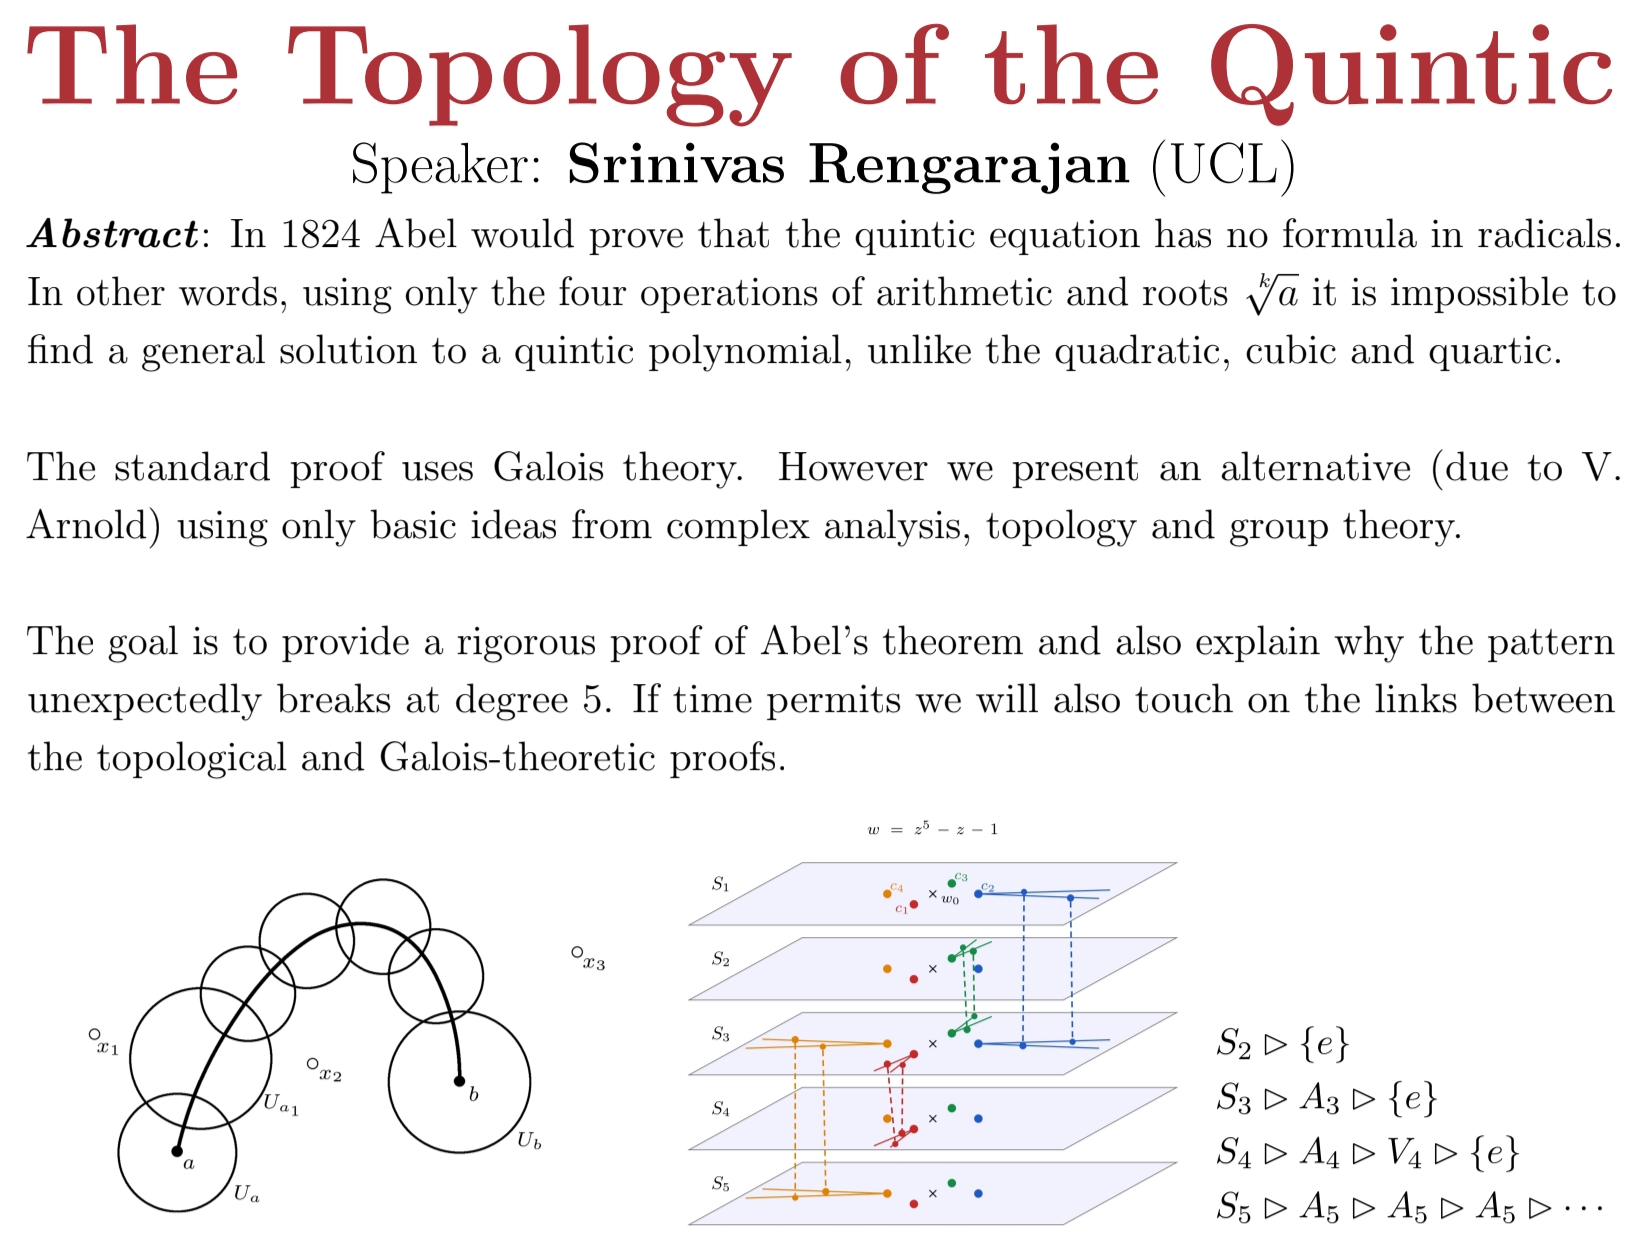 The Topology of the Quintic
Speaker: Srinivas Rengarajan (UCL)
Abstract: In 1824 Abel would prove that the quintic equation has no formula in radicals.
In other words, using only the four operations of arithmetic and roots ᵏ√a it is impossible to
find a general solution to a quintic polynomial, unlike the quadratic, cubic and quartic.
The standard proof uses Galois theory. However we present an alternative (due to V.
Arnold) using only basic ideas from complex analysis, topology and group theory.
The goal is to provide a rigorous proof of Abel's theorem and also explain why the pattern
unexpectedly breaks at degree 5. If time permits we will also touch on the links between
the topological and Galois-theoretic proofs.
x₁
x₂
x₃
U_{a₁}
a
U_a
b
U_b
w = z⁵ − z − 1
S₁
c₄
c₁
× w₀
c₃
c₂
S₂
×
S₃
×
S₄
×
S₅
×
S₂ ▷ {e}
S₃ ▷ A₃ ▷ {e}
S₄ ▷ A₄ ▷ V₄ ▷ {e}
S₅ ▷ A₅ ▷ A₅ ▷ A₅ ▷ ⋯